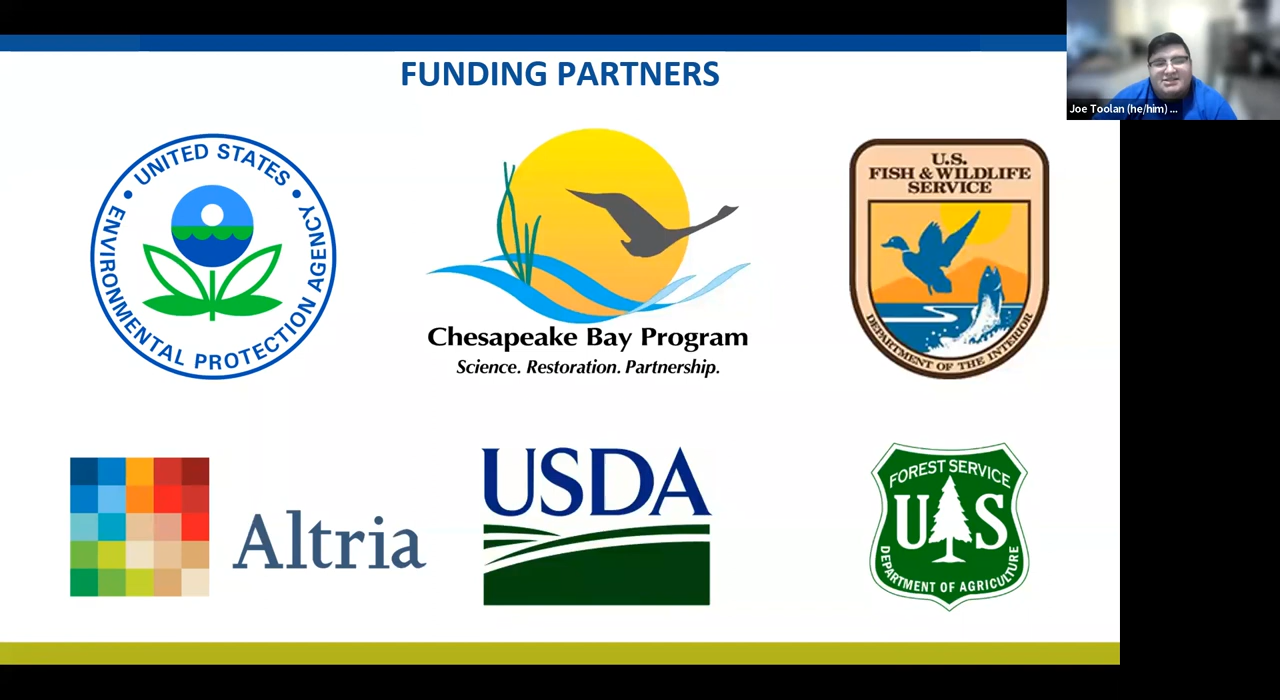 FUNDING PARTNERS
Joe Toolan (he/him) ...
UNITED STATES
ENVIRONMENTAL PROTECTION AGENCY
Chesapeake Bay Program
Science. Restoration. Partnership.
U.S.
FISH & WILDLIFE
SERVICE
DEPARTMENT OF THE INTERIOR
Altria
USDA
FOREST SERVICE
US
DEPARTMENT OF AGRICULTURE